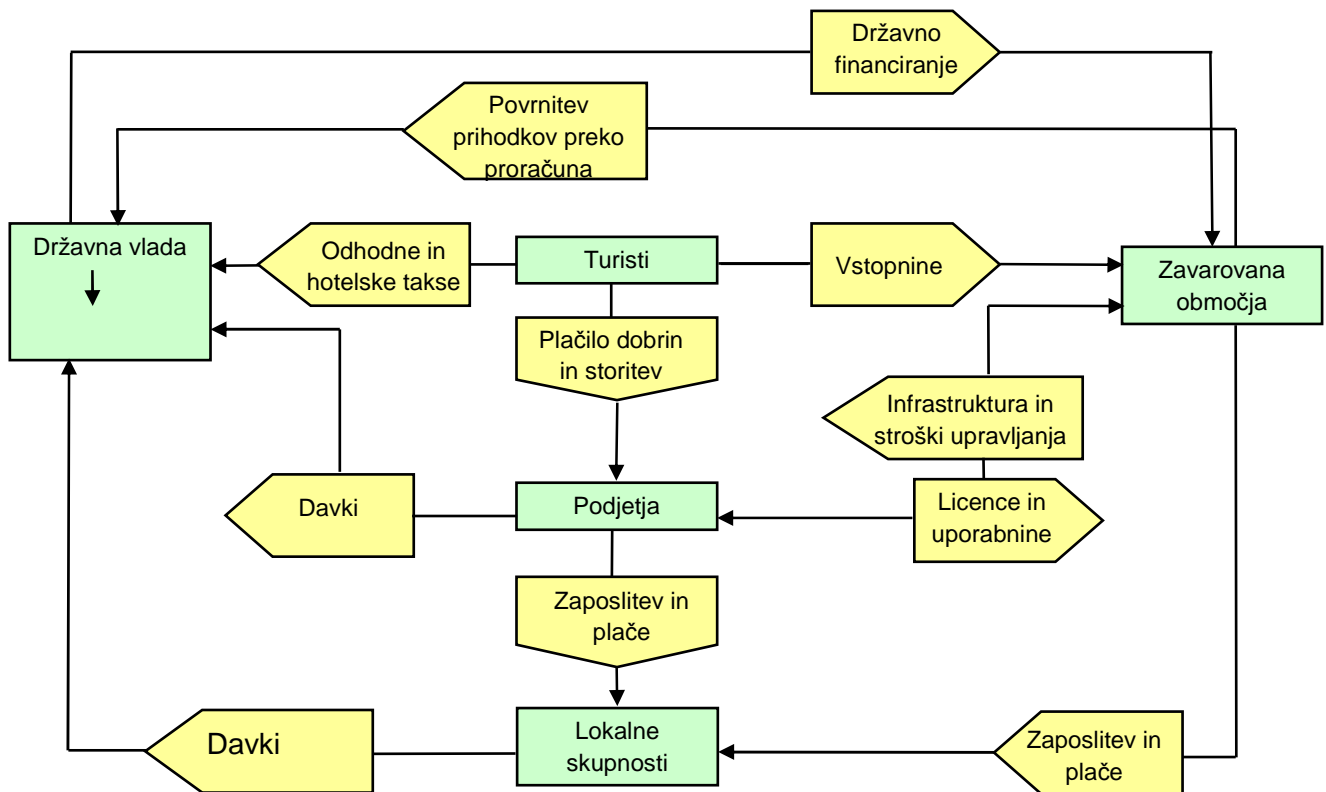 Državno
financiranje
Povrnitev
prihodkov preko
proračuna
Državna vlada
Odhodne in
hotelske takse
Turisti
Vstopnine
Zavarovana
območja
Plačilo dobrin
in storitev
Infrastruktura in
stroški upravljanja
Davki
Podjetja
Licence in
uporabnine
Zaposlitev in
plače
Davki
Lokalne
skupnosti
Zaposlitev in
plače